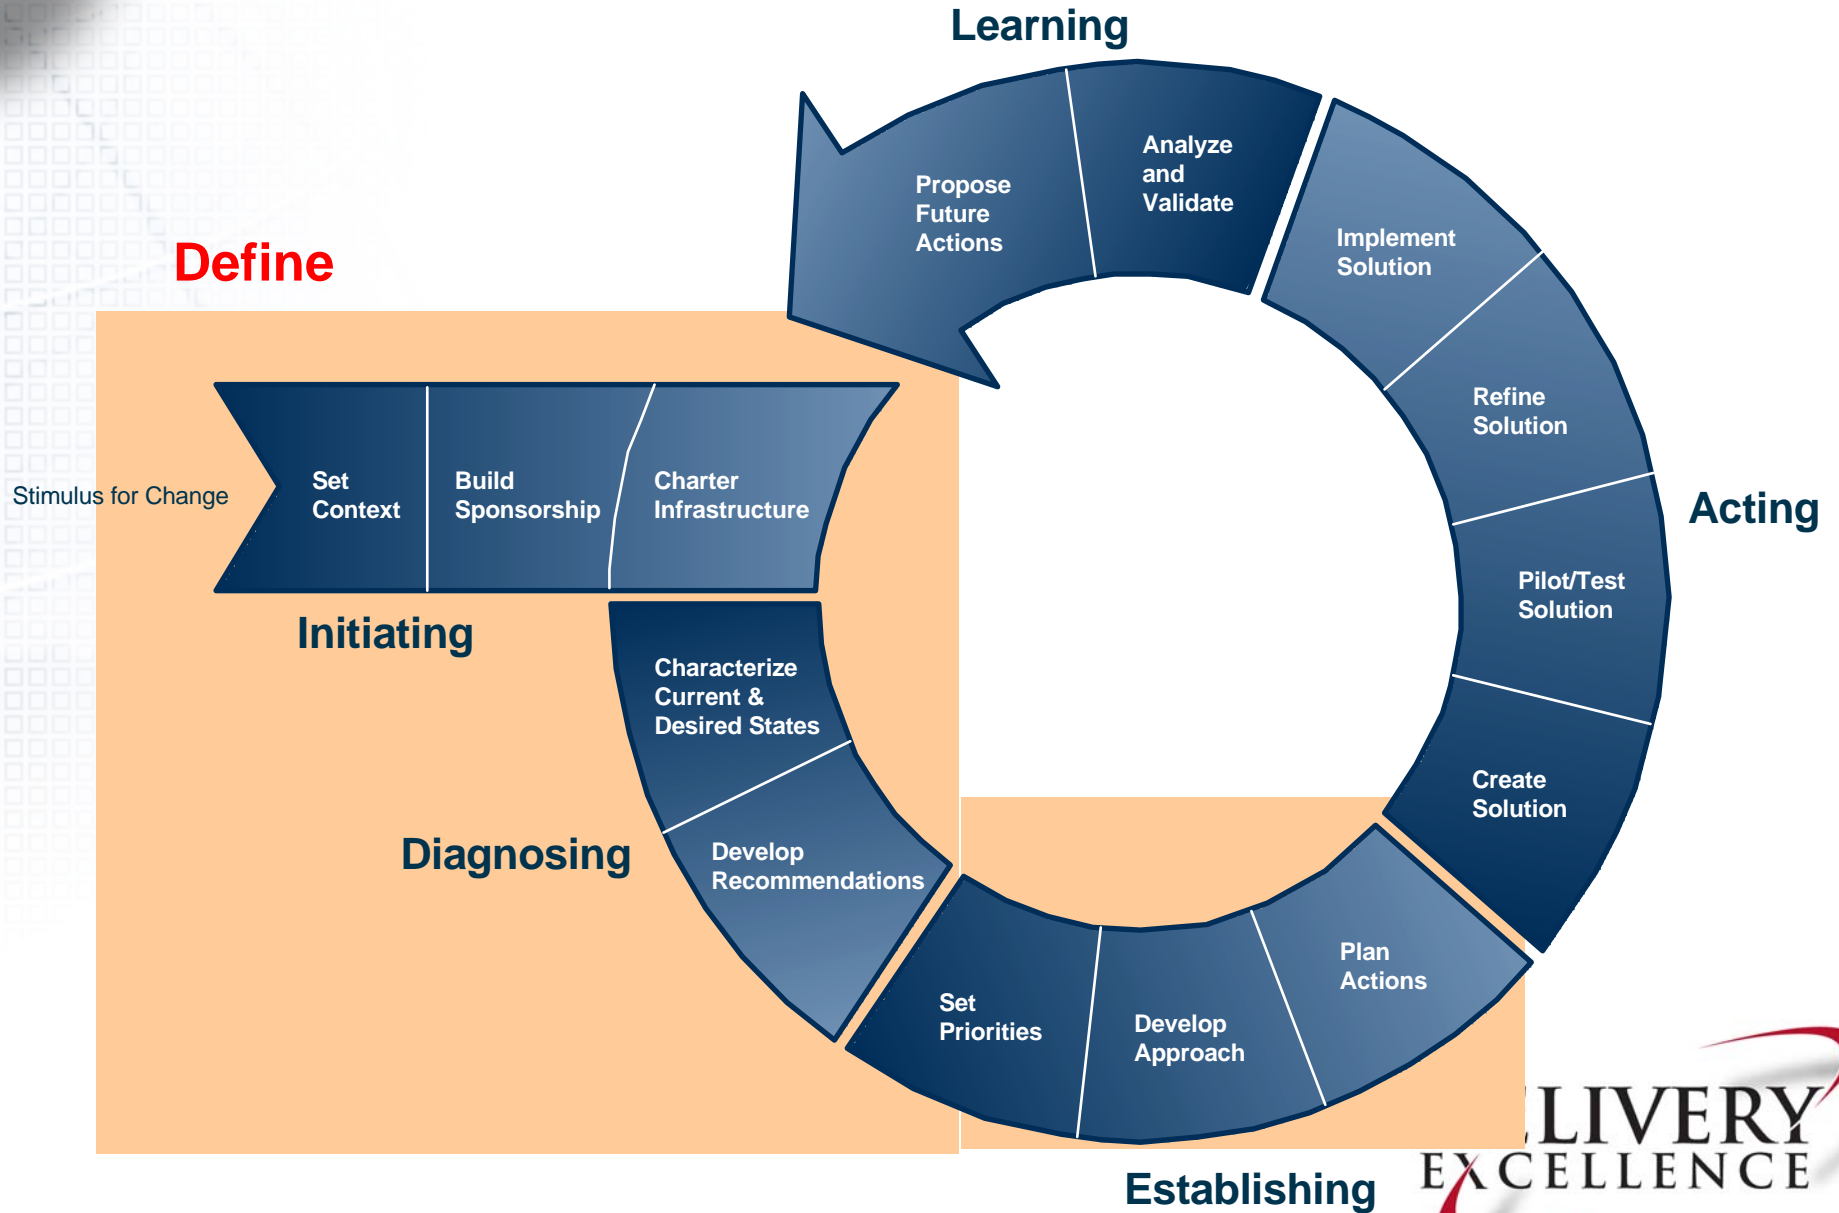 Learning
Analyze
and
Validate
Propose
Future
Actions
Implement
Solution
Define
Refine
Solution
Stimulus for Change
Set
Context
Build
Sponsorship
Charter
Infrastructure
Acting
Pilot/Test
Solution
Initiating
Characterize
Current &
Desired States
Create
Solution
Diagnosing
Develop
Recommendations
Plan
Actions
Set
Priorities
Develop
Approach
Establishing
LIVERY
EXCELLENCE